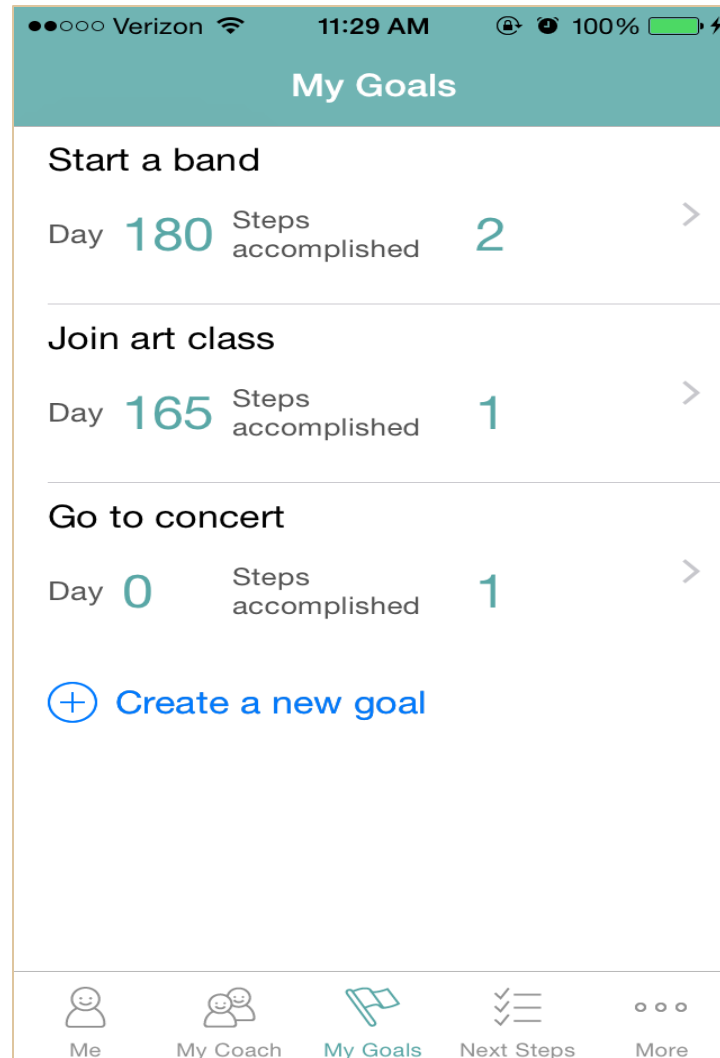 Verizon 11:29 AM 100%
My Goals
Start a band
Day 180 Steps accomplished 2
Join art class
Day 165 Steps accomplished 1
Go to concert
Day 0 Steps accomplished 1
Create a new goal
Me My Coach My Goals Next Steps More